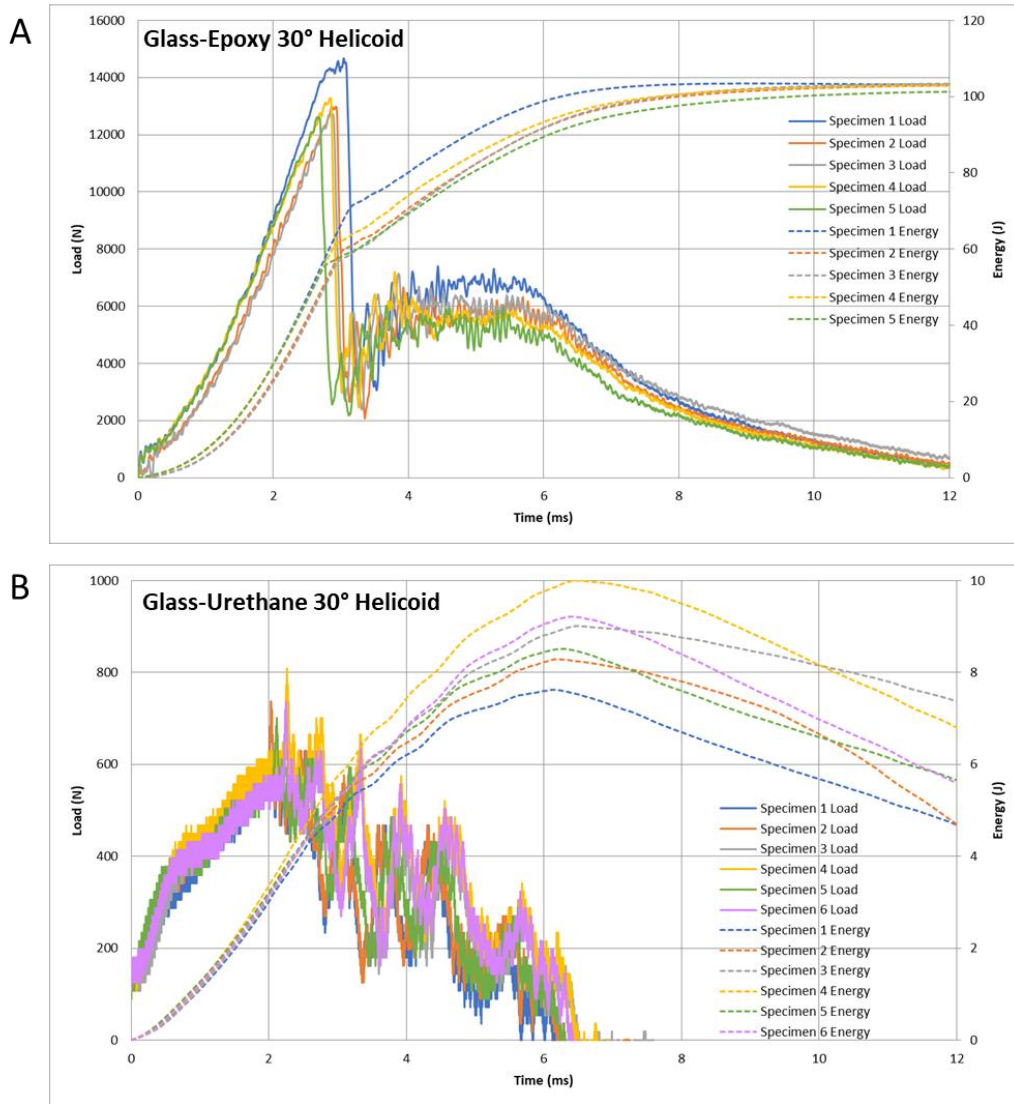 A
Glass-Epoxy 30° Helicoid
16000
14000
12000
10000
8000
6000
4000
2000
0
Load (N)
120
100
80
60
40
20
0
Energy (J)
Specimen 1 Load
Specimen 2 Load
Specimen 3 Load
Specimen 4 Load
Specimen 5 Load
Specimen 1 Energy
Specimen 2 Energy
Specimen 3 Energy
Specimen 4 Energy
Specimen 5 Energy
0 2 4 6 8 10 12
Time (ms)
B
Glass-Urethane 30° Helicoid
1000
800
600
400
200
0
Load (N)
10
8
6
4
2
0
Energy (J)
Specimen 1 Load
Specimen 2 Load
Specimen 3 Load
Specimen 4 Load
Specimen 5 Load
Specimen 6 Load
Specimen 1 Energy
Specimen 2 Energy
Specimen 3 Energy
Specimen 4 Energy
Specimen 5 Energy
Specimen 6 Energy
0 2 4 6 8 10 12
Time (ms)